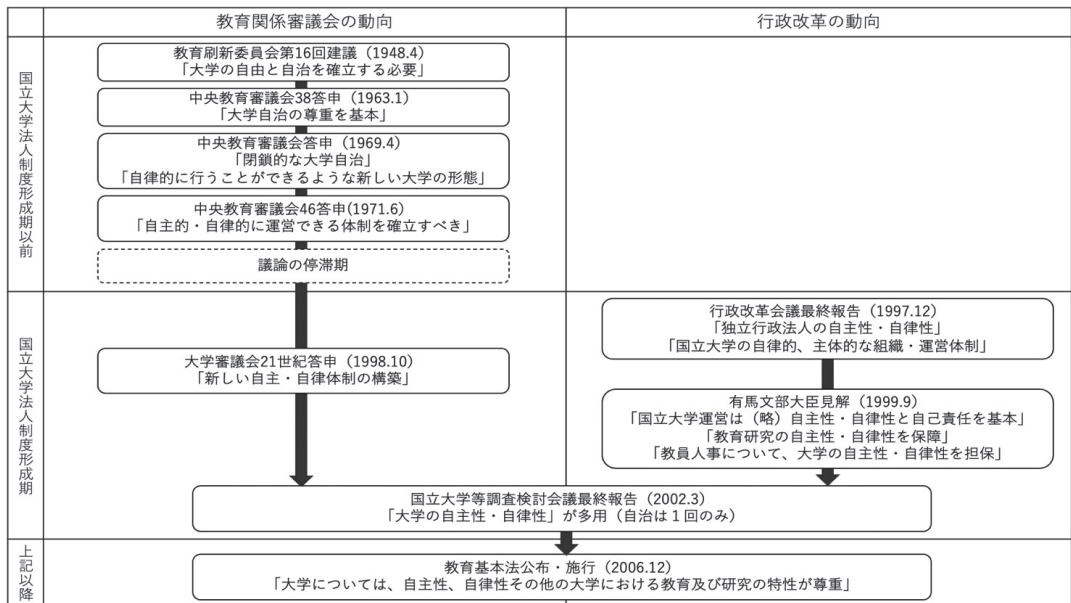 教育関係審議会の動向
行政改革の動向
国立大学法人制度形成期以前
教育刷新委員会第16回建議（1948.4）
「大学の自由と自治を確立する必要」
中央教育審議会38答申（1963.1）
「大学自治の尊重を基本」
中央教育審議会答申（1969.4）
「閉鎖的な大学自治」
「自律的に行うことができるような新しい大学の形態」
中央教育審議会46答申(1971.6）
「自主的・自律的に運営できる体制を確立すべき」
議論の停滞期
国立大学法人制度形成期
行政改革会議最終報告（1997.12）
「独立行政法人の自主性・自律性」
「国立大学の自律的、主体的な組織・運営体制」
大学審議会21世紀答申（1998.10）
「新しい自主・自律体制の構築」
有馬文部大臣見解（1999.9）
「国立大学運営は（略）自主性・自律性と自己責任を基本」
「教育研究の自主性・自律性を保障」
「教員人事について、大学の自主性・自律性を担保」
国立大学等調査検討会議最終報告（2002.3）
「大学の自主性・自律性」が多用（自治は１回のみ）
上記以降
教育基本法公布・施行（2006.12）
「大学については、自主性、自律性その他の大学における教育及び研究の特性が尊重」